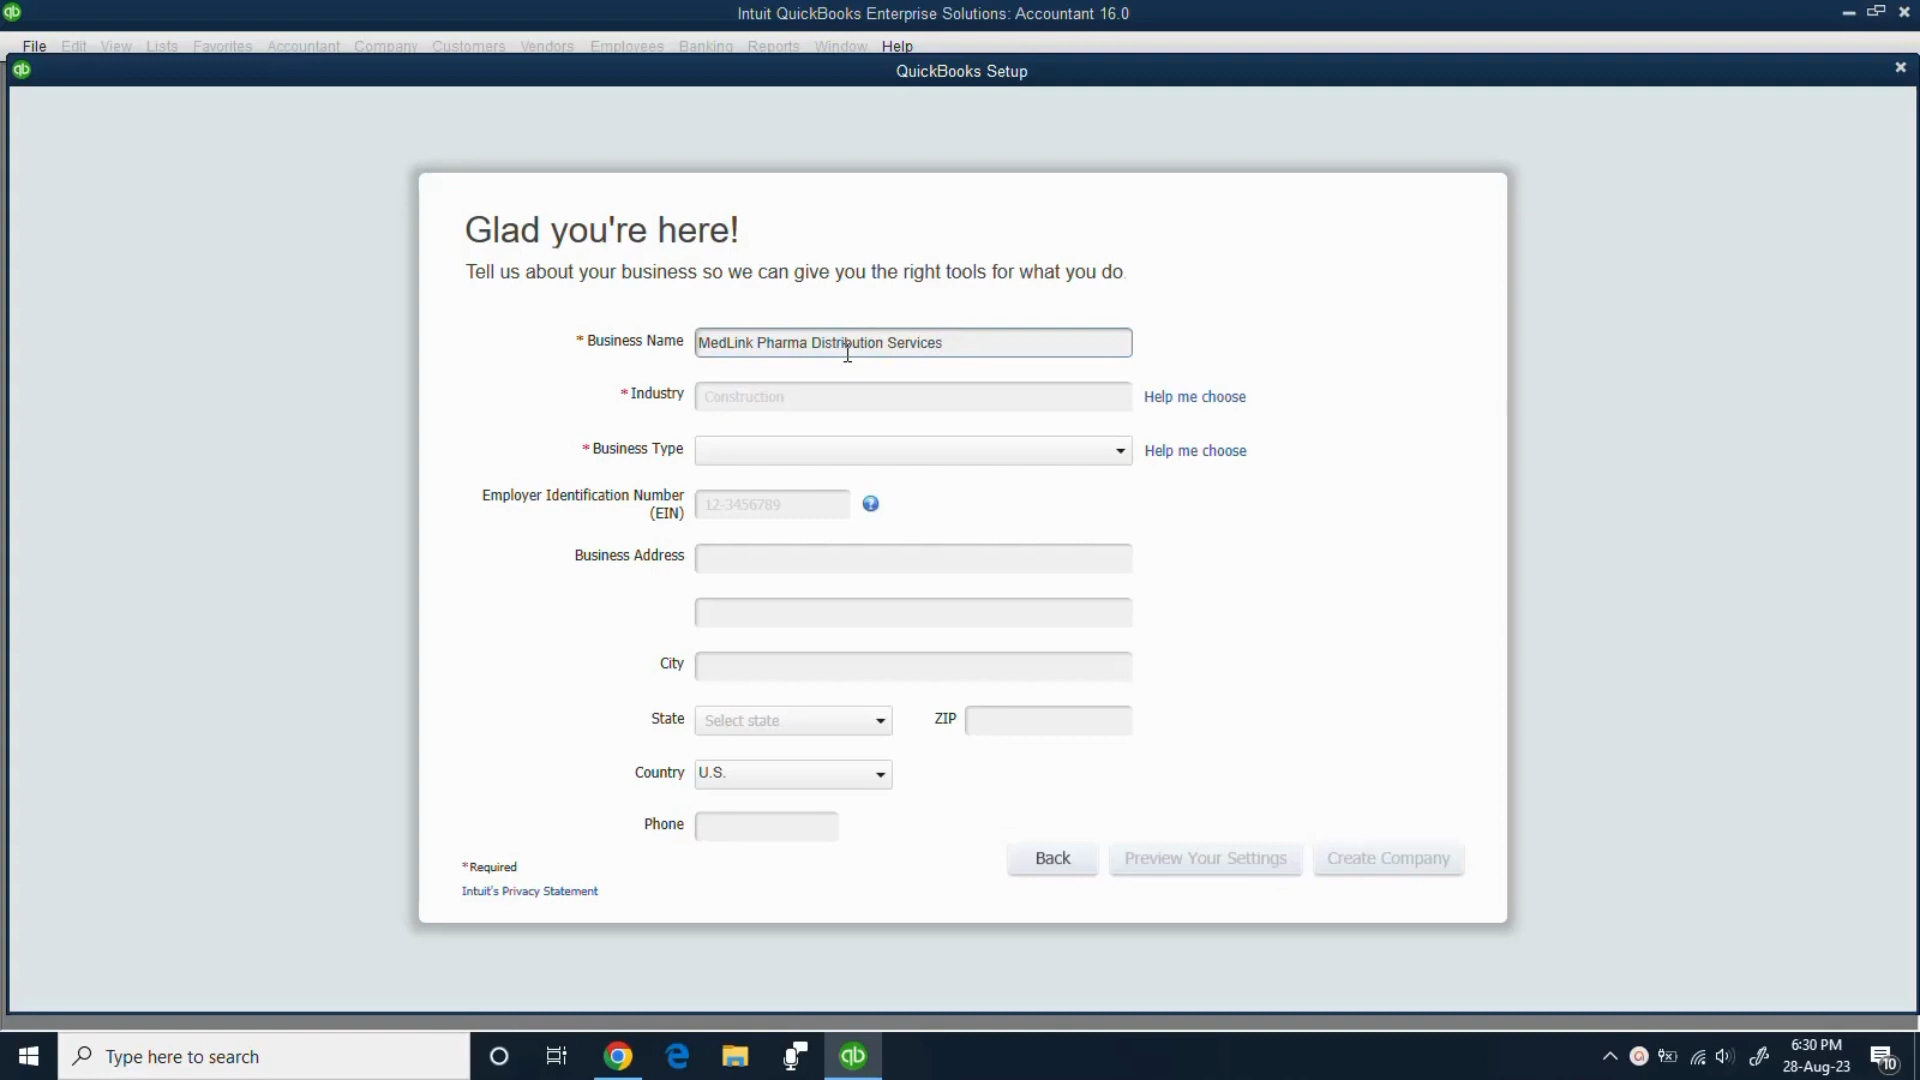 qb
Intuit QuickBooks Enterprise Solutions: Accountant 16.0
File Edit View Lists Favorites Accountant Company Customers Vendors Employees Banking Reports Window Help
qb
QuickBooks Setup
Glad you're here!
Tell us about your business so we can give you the right tools for what you do.
* Business Name MedLink Pharma Distribution Services
* Industry Construction Help me choose
* Business Type Help me choose
Employer Identification Number
(EIN) 12-3456789 ?
Business Address
City
State Select state ZIP
Country U.S.
Phone
*Required
Intuit's Privacy Statement
Back Preview Your Settings Create Company
Type here to search
qb
6:30 PM
28-Aug-23
10